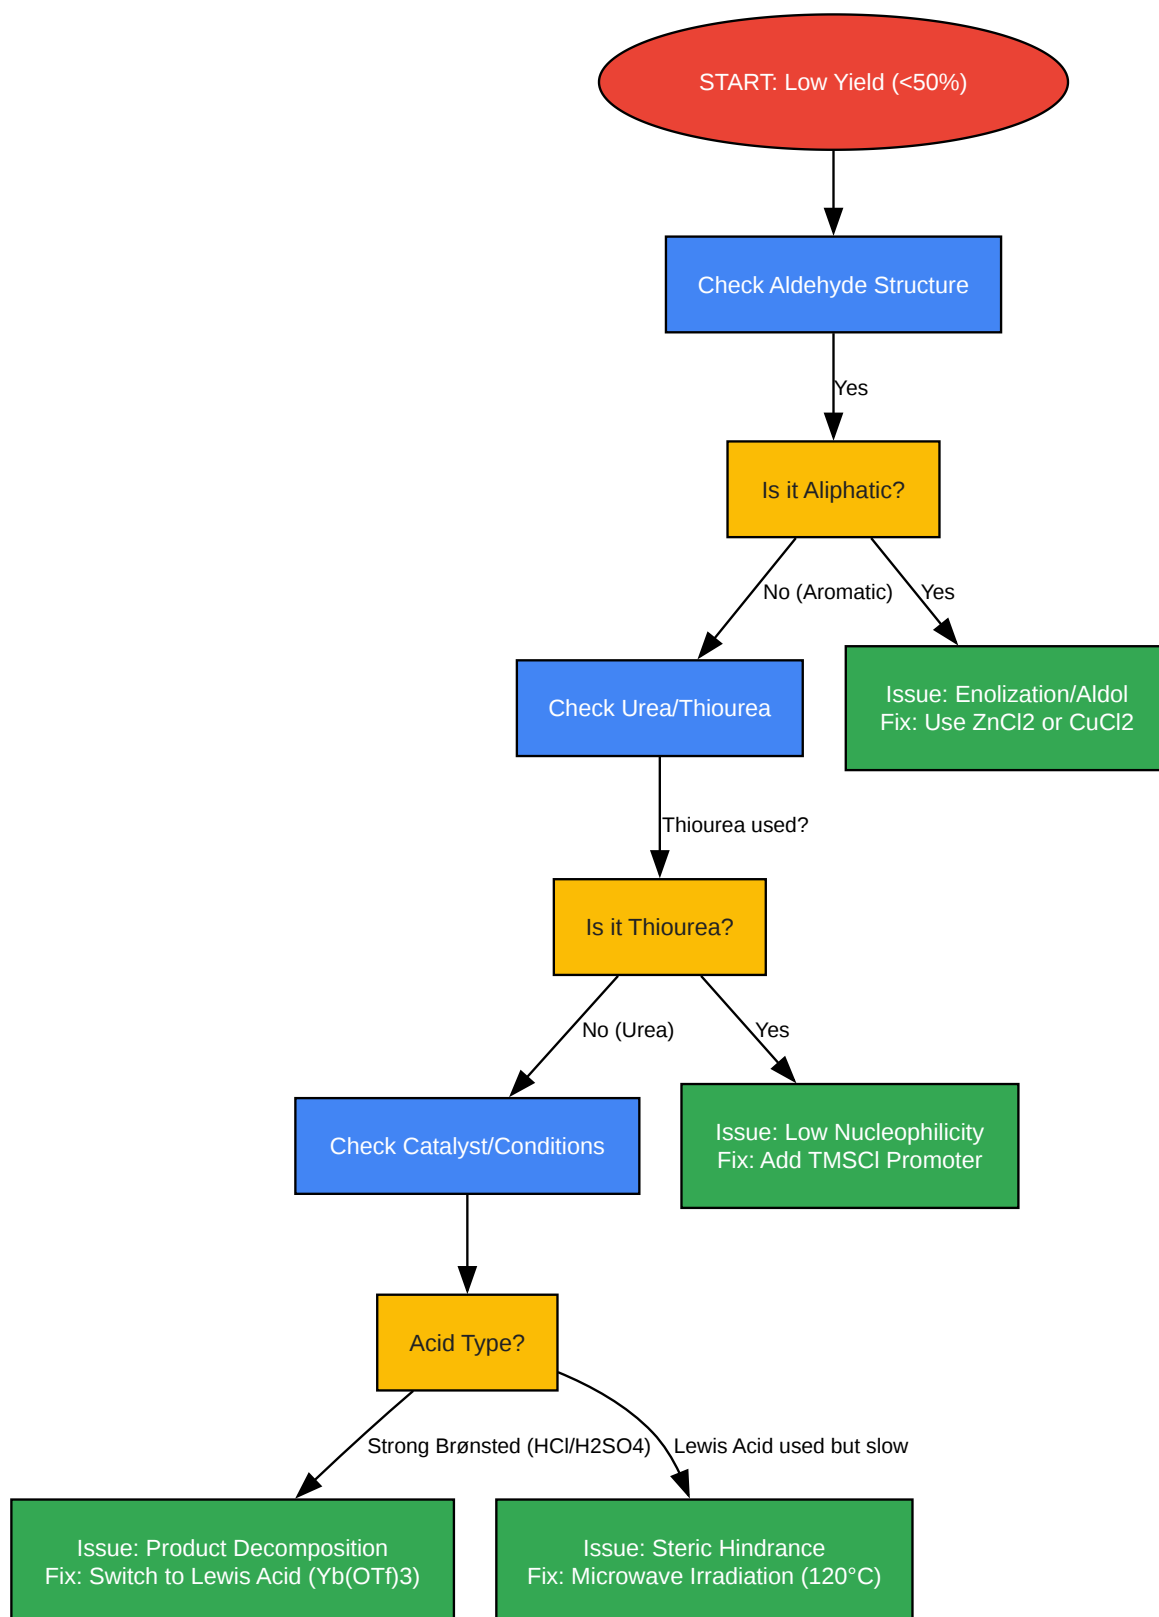 START: Low Yield (<50%)
Check Aldehyde Structure
Yes
Is it Aliphatic?
No (Aromatic)
Yes
Check Urea/Thiourea
Issue: Enolization/Aldol
Fix: Use ZnCl2 or CuCl2
Thiourea used?
Is it Thiourea?
No (Urea)
Yes
Check Catalyst/Conditions
Issue: Low Nucleophilicity
Fix: Add TMSCl Promoter
Acid Type?
Strong Brønsted (HCl/H2SO4)
Lewis Acid used but slow
Issue: Product Decomposition
Fix: Switch to Lewis Acid (Yb(OTf)3)
Issue: Steric Hindrance
Fix: Microwave Irradiation (120°C)